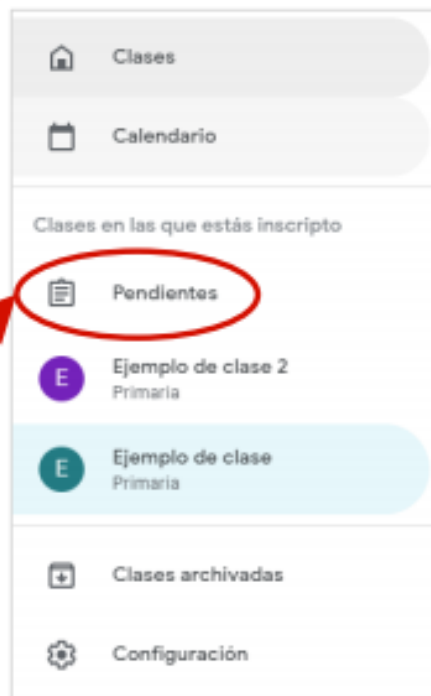 Clases
Calendario
Clases en las que estás inscripto
Pendientes
E
Ejemplo de clase 2
Primaria
E
Ejemplo de clase
Primaria
Clases archivadas
Configuración